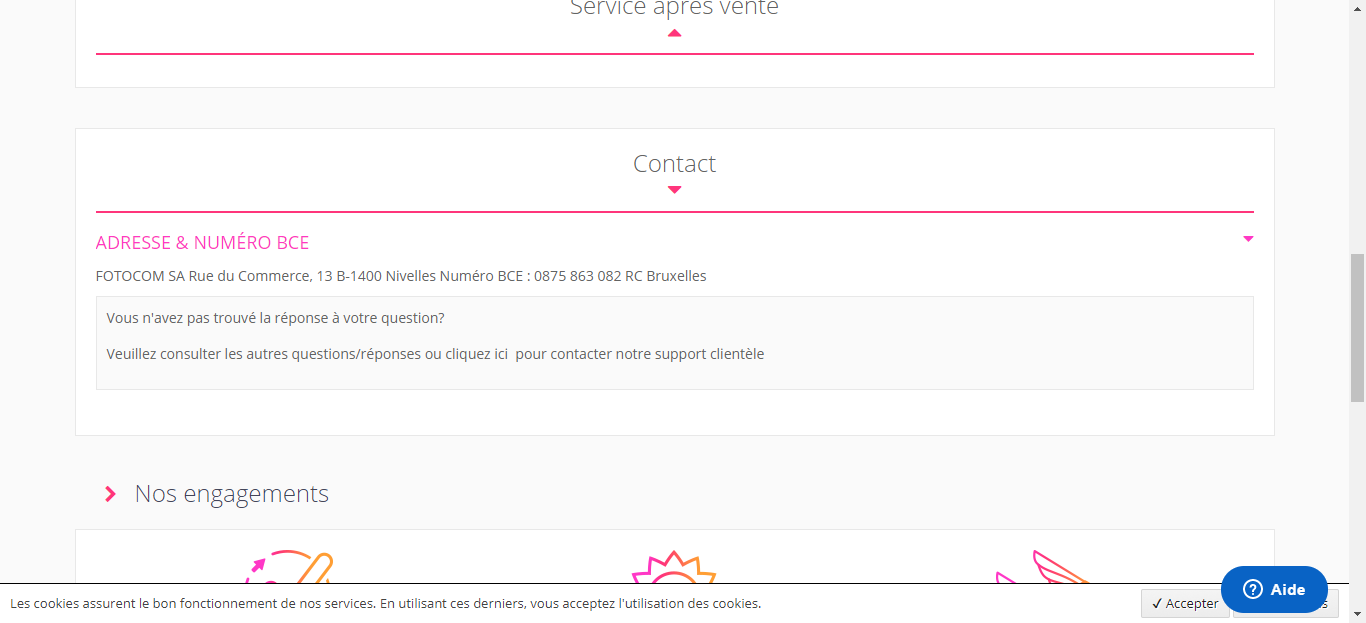 Service après vente
Contact
ADRESSE & NUMÉRO BCE
FOTOCOM SA Rue du Commerce, 13 B-1400 Nivelles Numéro BCE : 0875 863 082 RC Bruxelles
Vous n'avez pas trouvé la réponse à votre question?
Veuillez consulter les autres questions/réponses ou cliquez ici pour contacter notre support clientèle
Nos engagements
Les cookies assurent le bon fonctionnement de nos services. En utilisant ces derniers, vous acceptez l'utilisation des cookies.
✓ Accepter
Aide